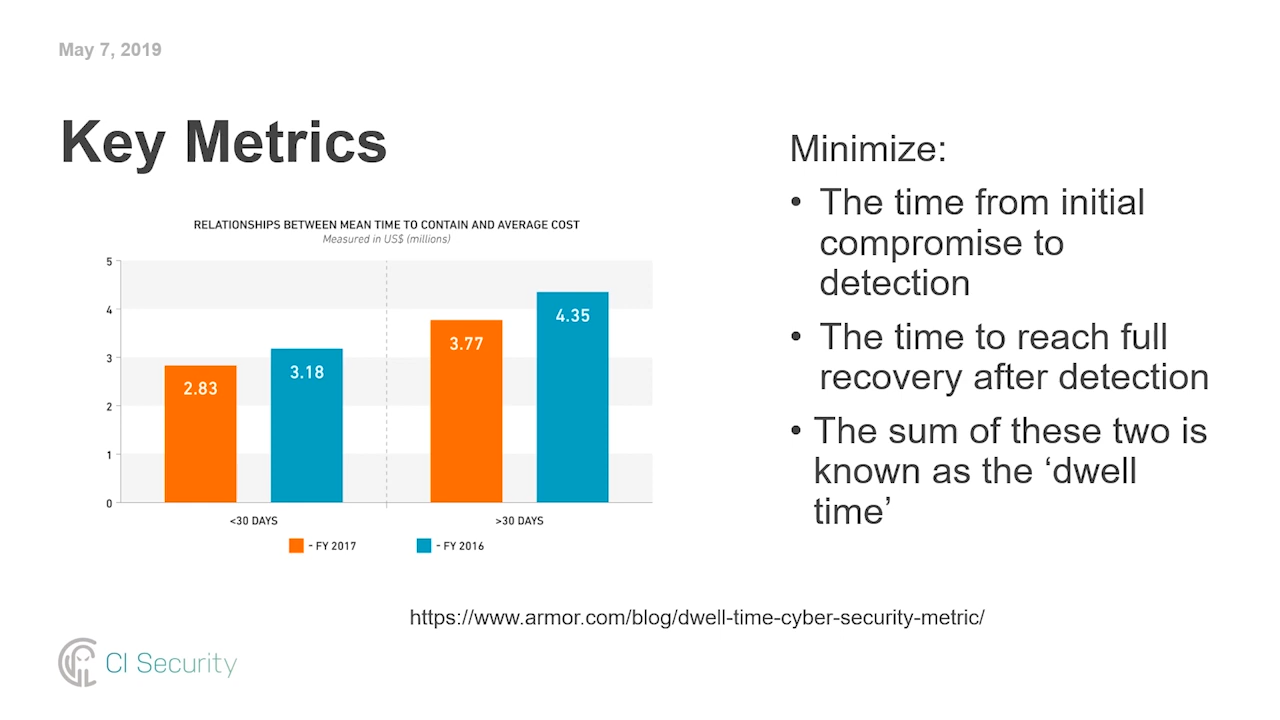 May 7, 2019
Key Metrics
RELATIONSHIPS BETWEEN MEAN TIME TO CONTAIN AND AVERAGE COST
Measured in US$ (millions)
5
4
3
2
1
0
2.83
3.18
3.77
4.35
<30 DAYS
>30 DAYS
- FY 2017
- FY 2016
Minimize:
• The time from initial
compromise to
detection
• The time to reach full
recovery after detection
• The sum of these two is
known as the ‘dwell
time’
https://www.armor.com/blog/dwell-time-cyber-security-metric/
CI Security